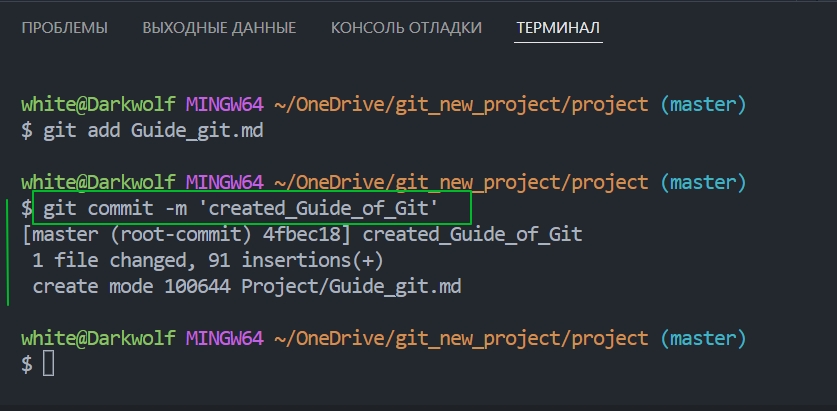 ПРОБЛЕМЫ ВЫХОДНЫЕ ДАННЫЕ КОНСОЛЬ ОТЛАДКИ ТЕРМИНАЛ
white@Darkwolf MINGW64 ~/OneDrive/git_new_project/project (master)
$ git add Guide_git.md
white@Darkwolf MINGW64 ~/OneDrive/git_new_project/project (master)
$ git commit -m 'created_Guide_of_Git'
[master (root-commit) 4fbec18] created_Guide_of_Git
1 file changed, 91 insertions(+)
create mode 100644 Project/Guide_git.md
white@Darkwolf MINGW64 ~/OneDrive/git_new_project/project (master)
$